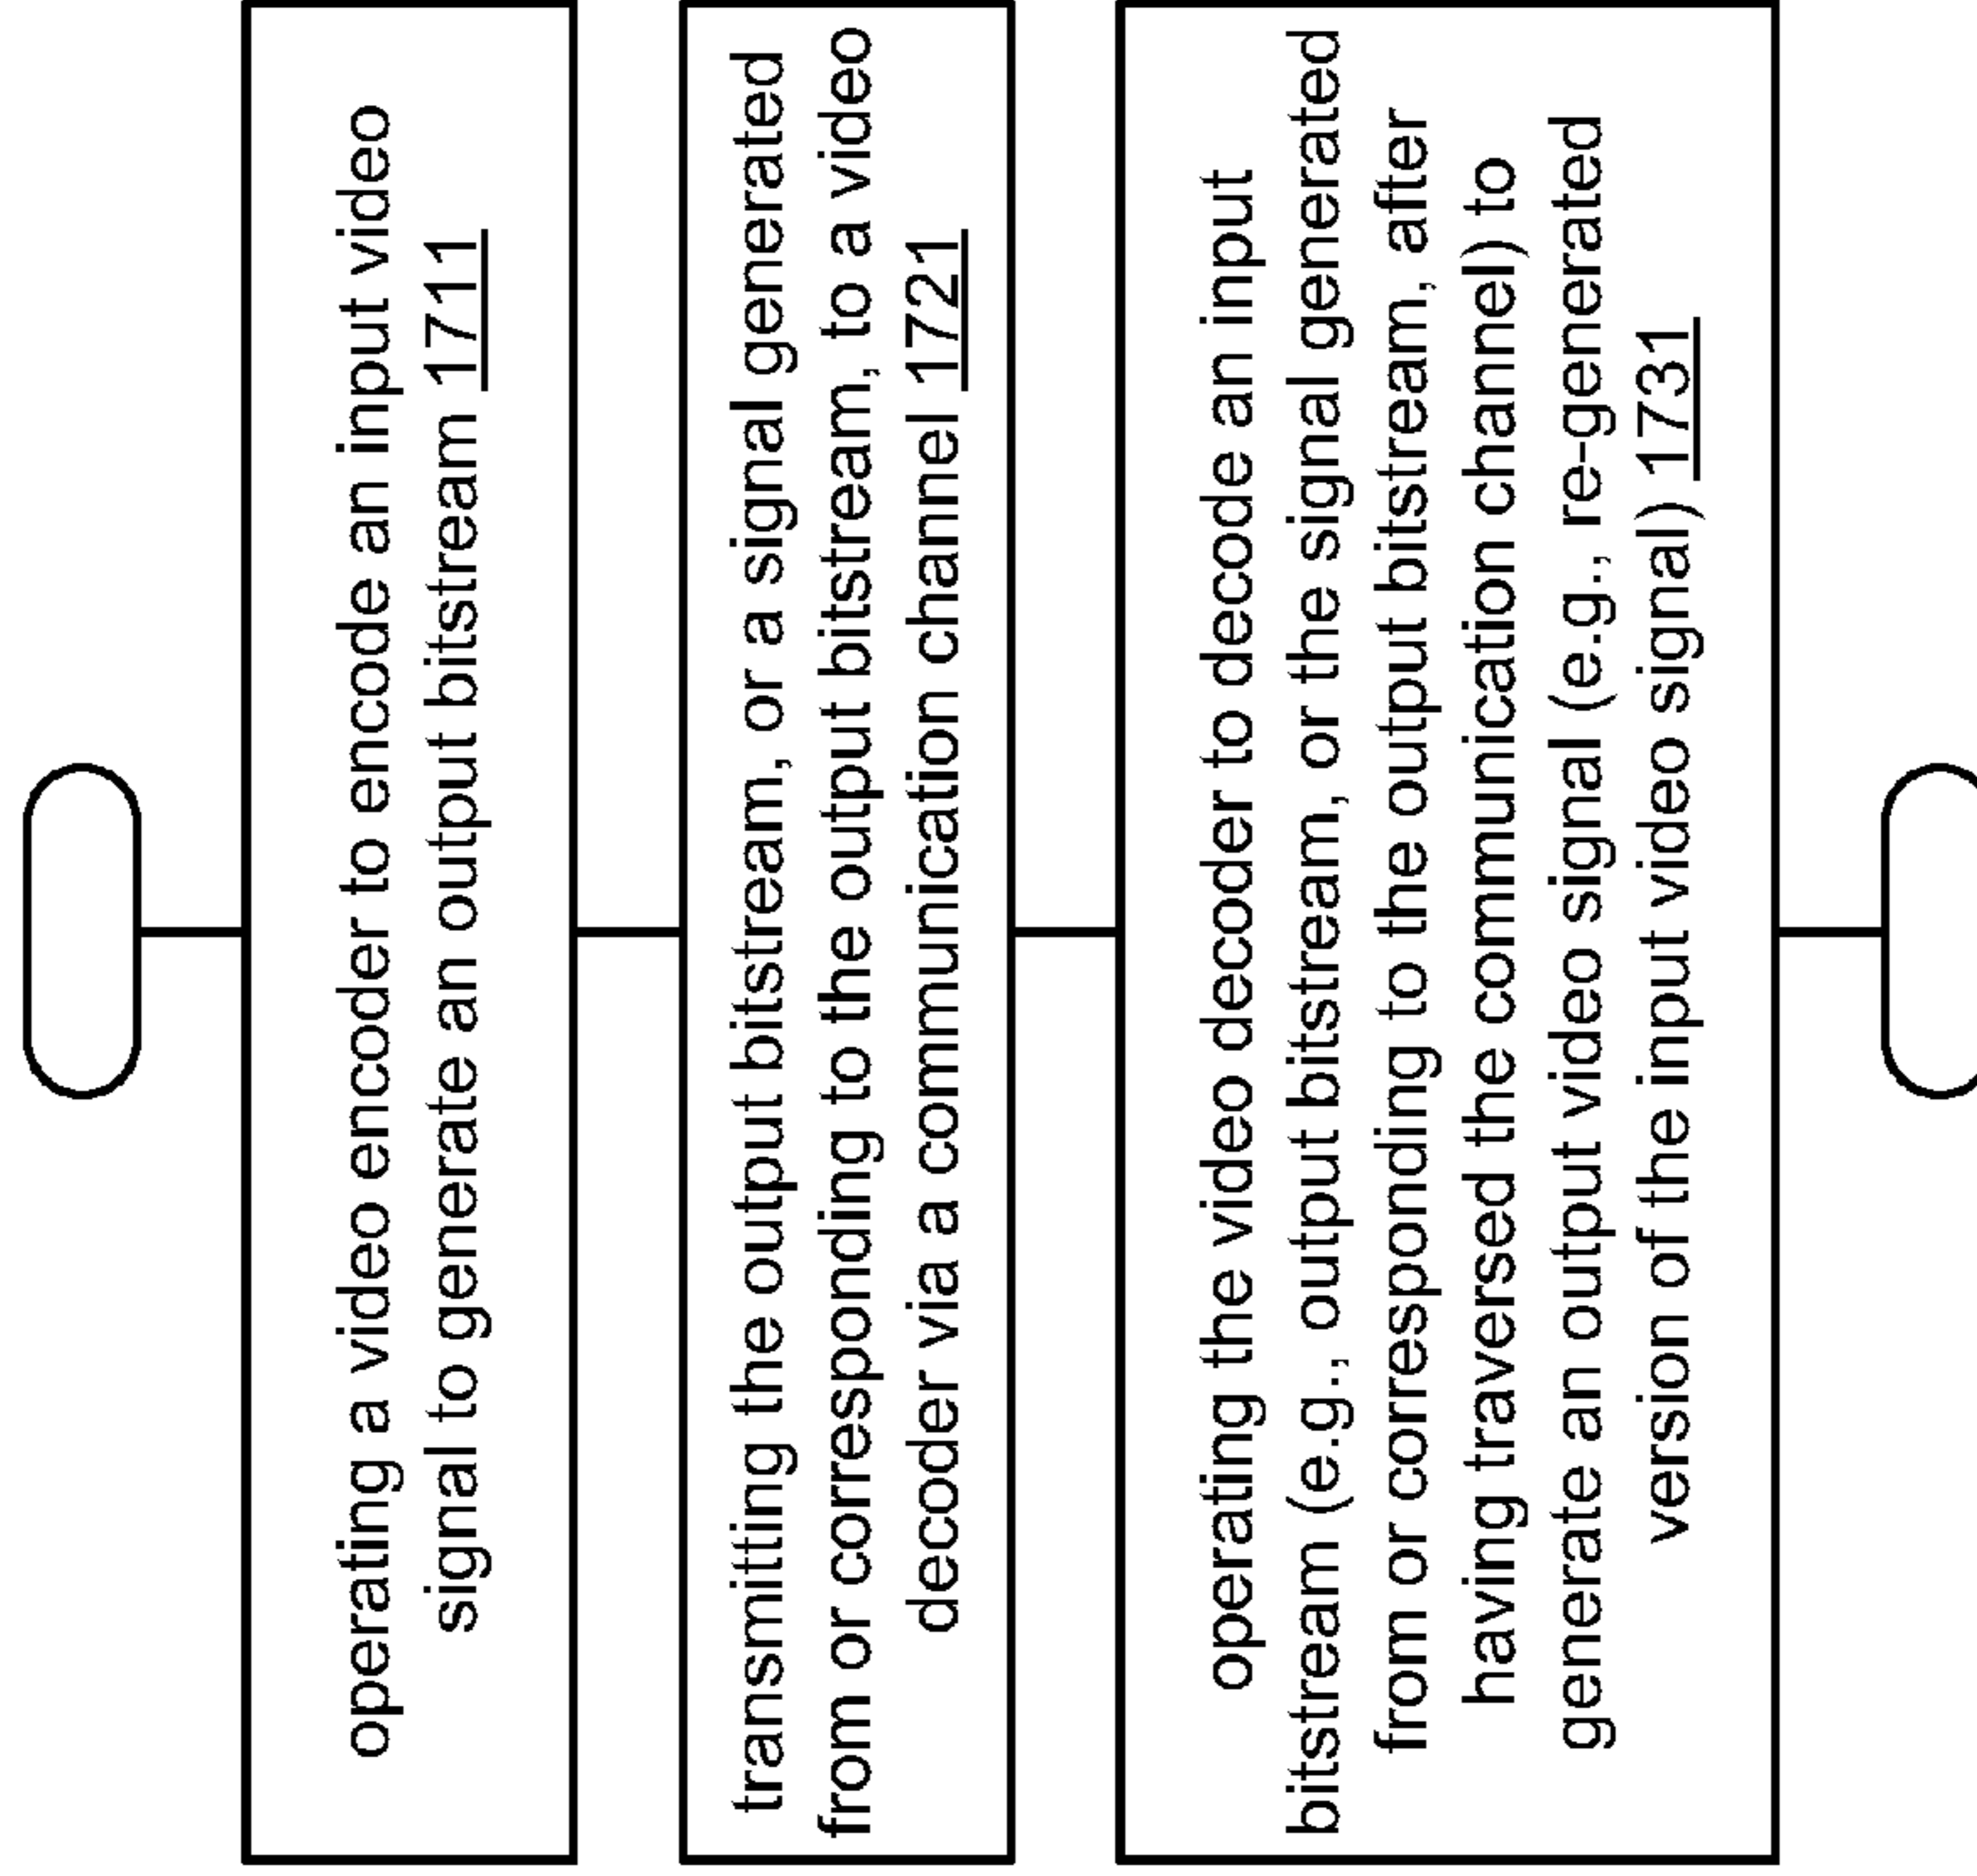 operating a video encoder to encode an input video
signal to generate an output bitstream 1711
transmitting the output bitstream, or a signal generated
from or corresponding to the output bitstream, to a video
decoder via a communication channel 1721
operating the video decoder to decode an input
bitstream (e.g., output bitstream, or the signal generated
from or corresponding to the output bitstream, after
having traversed the communication channel) to
generate an output video signal (e.g., re-generated
version of the input video signal) 1731